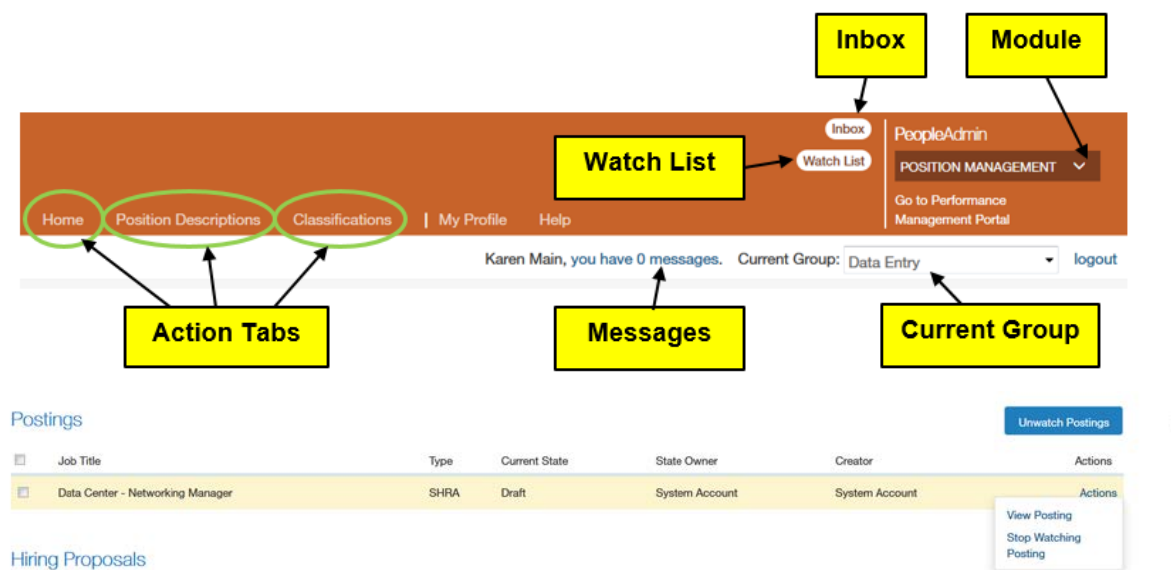 Inbox
Module
Inbox
PeopleAdmin
Watch List
Watch List
POSITION MANAGEMENT
Go to Performance
Management Portal
Home Position Descriptions Classifications | My Profile Help
Karen Main, you have 0 messages. Current Group: Data Entry logout
Action Tabs
Messages
Current Group
Postings
Unwatch Postings
Job Title Type Current State State Owner Creator Actions
Data Center - Networking Manager SHRA Draft System Account System Account Actions
View Posting
Stop Watching
Posting
Hiring Proposals